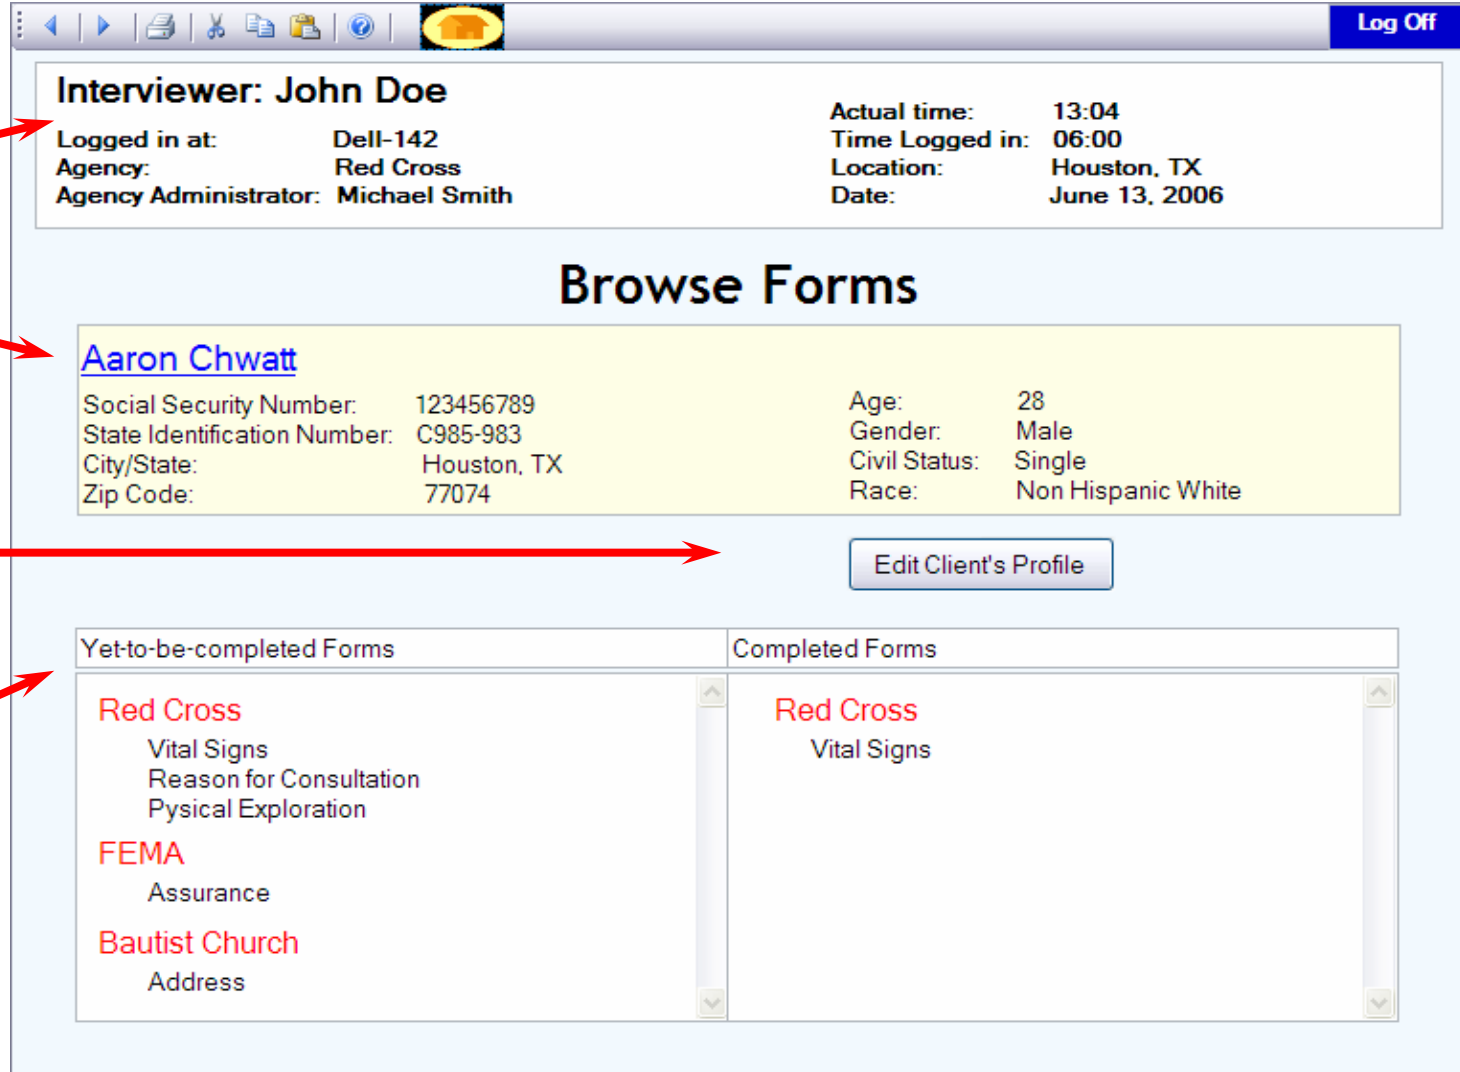 Log Off
Interviewer: John Doe
Logged in at: Dell-142
Agency: Red Cross
Agency Administrator: Michael Smith
Actual time: 13:04
Time Logged in: 06:00
Location: Houston, TX
Date: June 13, 2006
Browse Forms
Aaron Chwatt
Social Security Number: 123456789
State Identification Number: C985-983
City/State: Houston, TX
Zip Code: 77074
Age: 28
Gender: Male
Civil Status: Single
Race: Non Hispanic White
Edit Client's Profile
Yet-to-be-completed Forms
Red Cross
Vital Signs
Reason for Consultation
Pysical Exploration
FEMA
Assurance
Bautist Church
Address
Completed Forms
Red Cross
Vital Signs